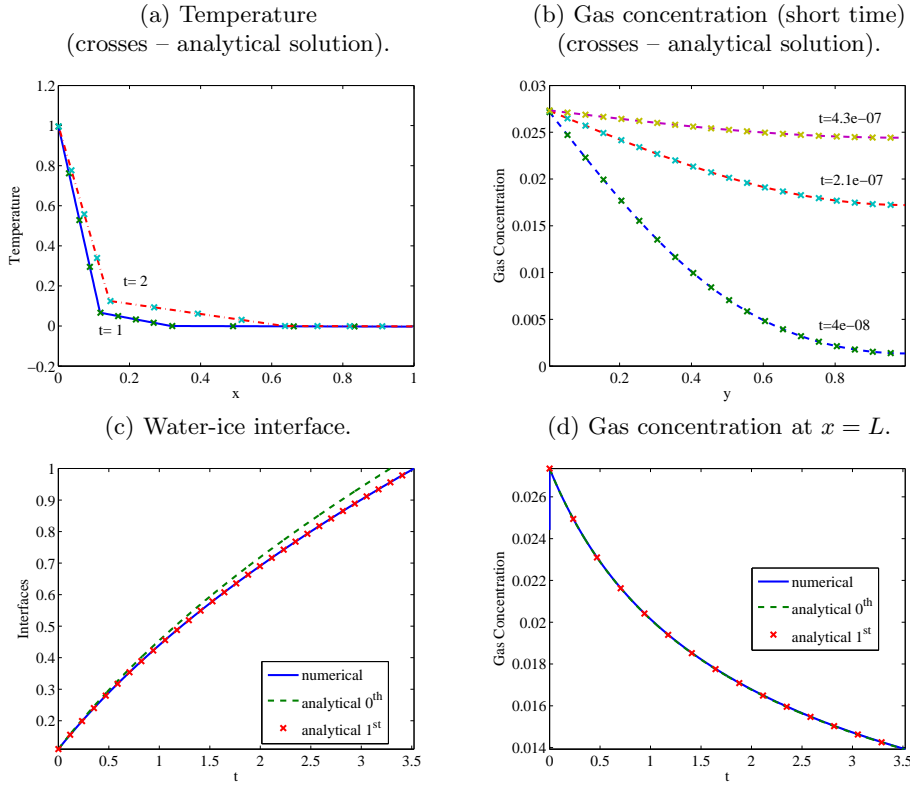 (a) Temperature
(crosses – analytical solution).
1.2
1
0.8
0.6
0.4
0.2
0
−0.2
Temperature
t= 2
t= 1
0
0.2
0.4
0.6
0.8
1
x
(b) Gas concentration (short time)
(crosses – analytical solution).
0.03
0.025
0.02
0.015
0.01
0.005
0
Gas Concentration
t=4.3e−07
t=2.1e−07
t=4e−08
0.2
0.4
0.6
0.8
y
(c) Water-ice interface.
1
0.9
0.8
0.7
0.6
0.5
0.4
0.3
0.2
Interfaces
numerical
analytical 0th
analytical 1st
0
0.5
1
1.5
2
2.5
3
3.5
t
(d) Gas concentration at x = L.
0.026
0.024
0.022
0.02
0.018
0.016
0.014
Gas Concentration
numerical
analytical 0th
analytical 1st
0
0.5
1
1.5
2
2.5
3
3.5
t